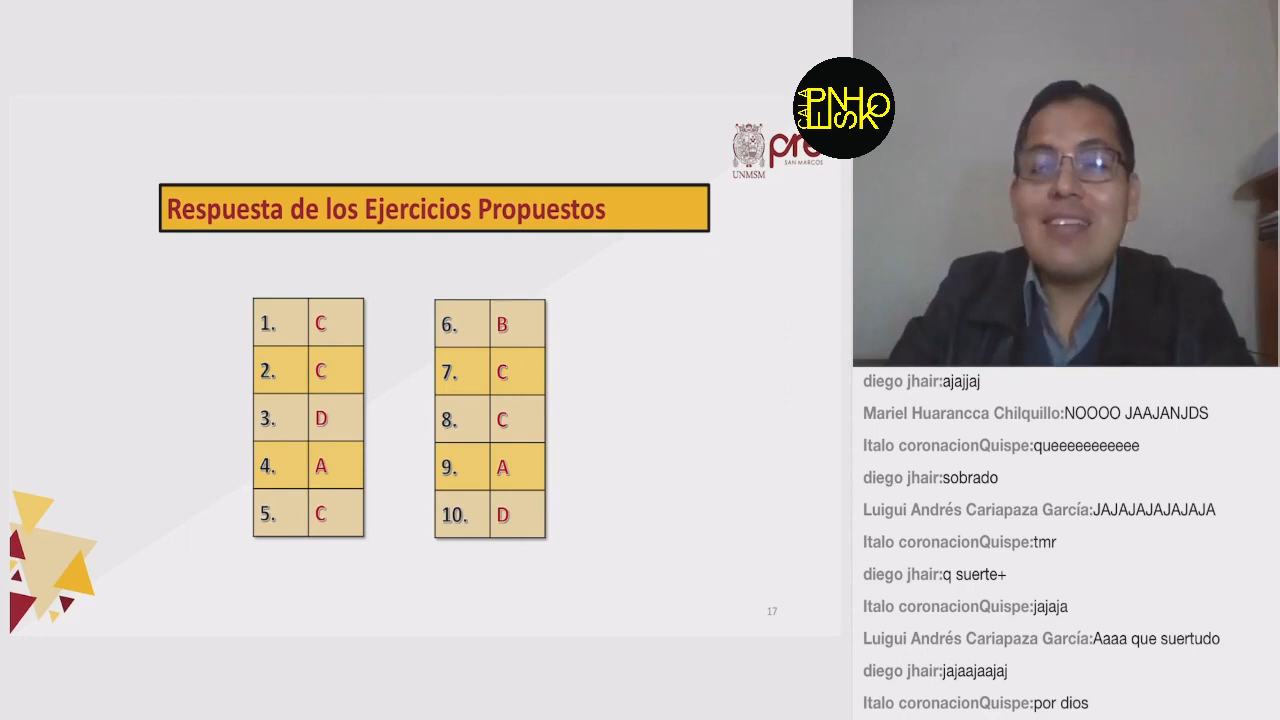 CALA
PENHO
ESK
pre
SAN MARCOS
UNMSM
Respuesta de los Ejercicios Propuestos
1. C
2. C
3. D
4. A
5. C
6. B
7. C
8. C
9. A
10. D
17
diego jhair:ajajjaj
Mariel Huarancca Chilquillo:NOOOO JAAJANJDS
Italo coronacionQuispe:queeeeeeeeeee
diego jhair:sobrado
Luigui Andrés Cariapaza García:JAJAJAJAJAJAJA
Italo coronacionQuispe:tmr
diego jhair:q suerte+
Italo coronacionQuispe:jajaja
Luigui Andrés Cariapaza García:Aaaa que suertudo
diego jhair:jajaajaajaj
Italo coronacionQuispe:por dios